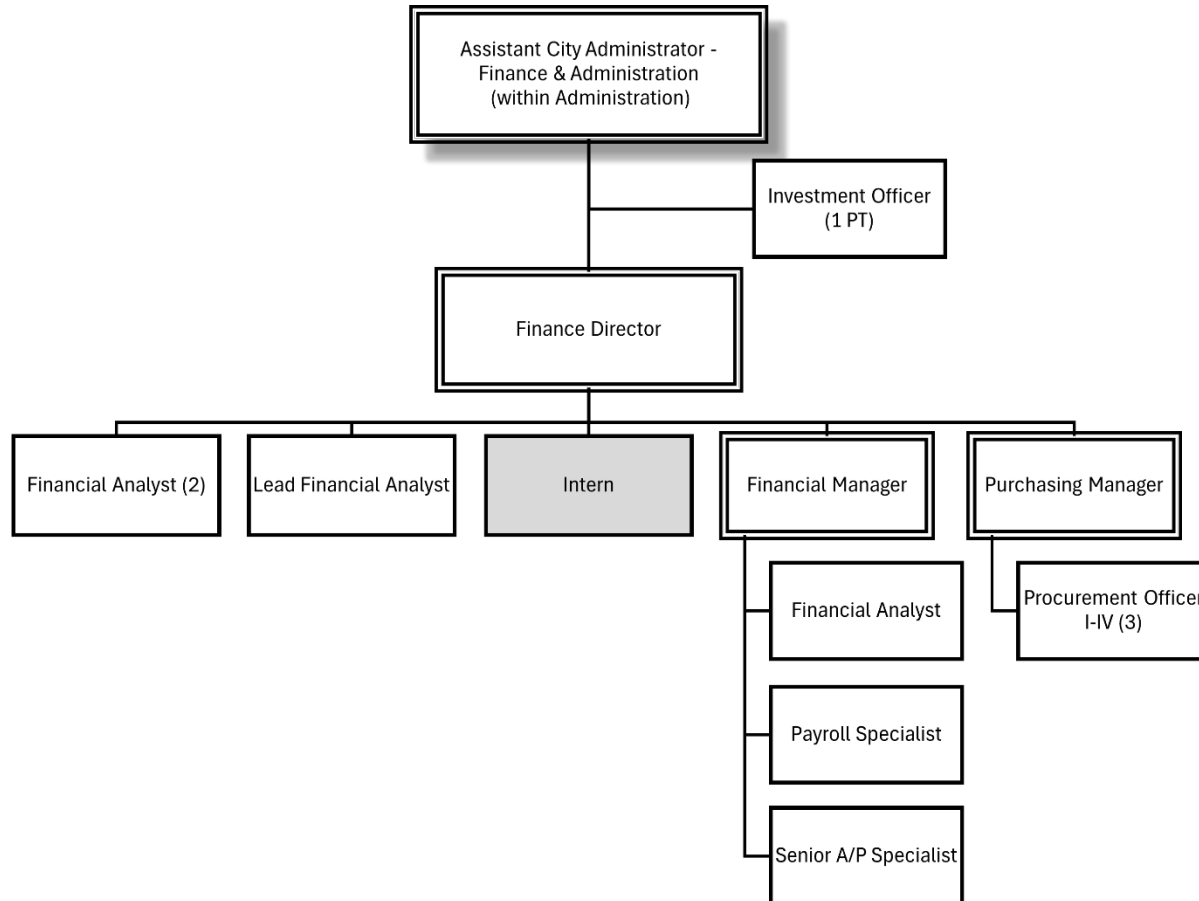 Assistant City Administrator -
Finance & Administration
(within Administration)
Investment Officer
(1 PT)
Finance Director
Financial Analyst (2)
Lead Financial Analyst
Intern
Financial Manager
Purchasing Manager
Financial Analyst
Procurement Officer
I-IV (3)
Payroll Specialist
Senior A/P Specialist